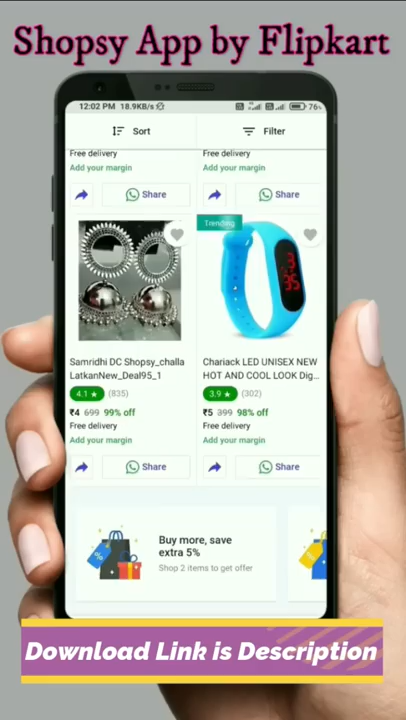 Shopsy App by Flipkart
12:02 PM 18.9KB/s
76
Sort
Filter
Free delivery
Free delivery
Add your margin
Add your margin
Share
Share
Trending
3:35
Samridhi DC Shopsy_challa
LatkanNew_Deal95_1
Chariack LED UNISEX NEW
HOT AND COOL LOOK Dig...
4.1 ★ (835)
3.9 ★ (302)
₹4 699 99% off
₹5 399 98% off
Free delivery
Free delivery
Add your margin
Add your margin
Share
Share
Buy more, save
extra 5%
Shop 2 items to get offer
Download Link is Description